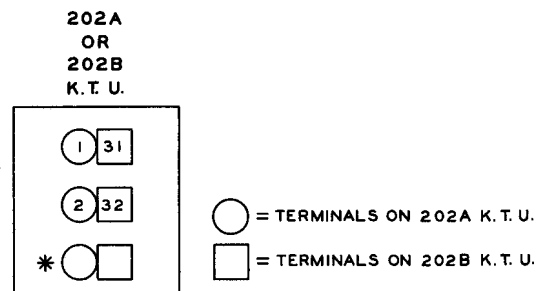 202A
OR
202B
K.T.U.
1 31
2 32
*
= TERMINALS ON 202A K.T.U.
= TERMINALS ON 202B K.T.U.